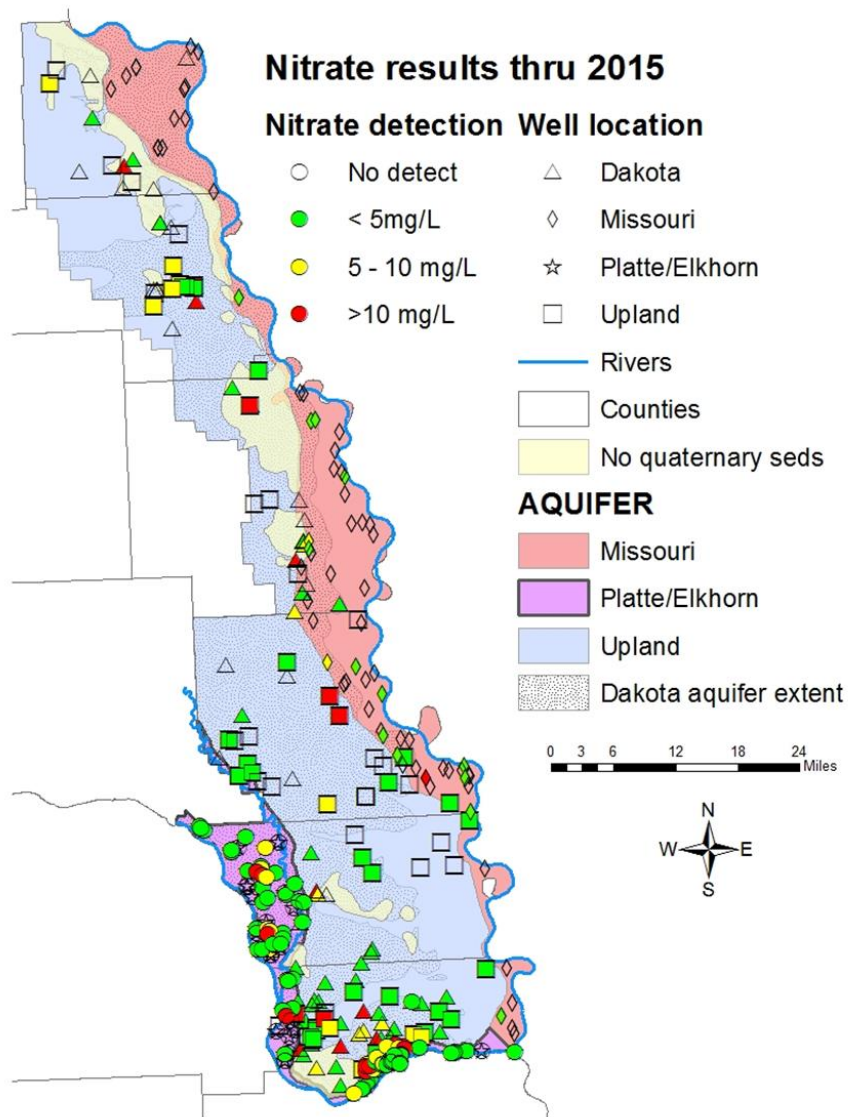 Nitrate results thru 2015
Nitrate detection
No detect
< 5mg/L
5 - 10 mg/L
>10 mg/L
Well location
Dakota
Missouri
Platte/Elkhorn
Upland
Rivers
Counties
No quaternary seds
AQUIFER
Missouri
Platte/Elkhorn
Upland
Dakota aquifer extent
0 3 6 12 18 24
Miles
N
W E
S